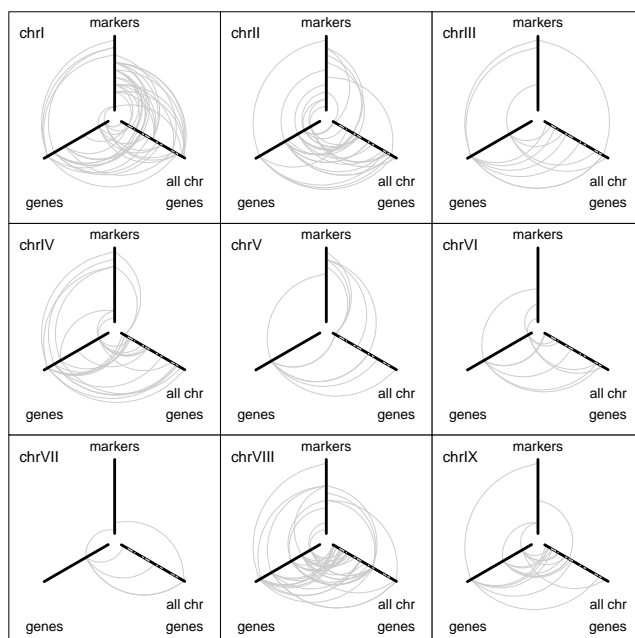 chrI
markers
genes
all chr
genes
chrII
markers
genes
all chr
genes
chrIII
markers
genes
all chr
genes
chrIV
markers
genes
all chr
genes
chrV
markers
genes
all chr
genes
chrVI
markers
genes
all chr
genes
chrVII
markers
genes
all chr
genes
chrVIII
markers
genes
all chr
genes
chrIX
markers
genes
all chr
genes